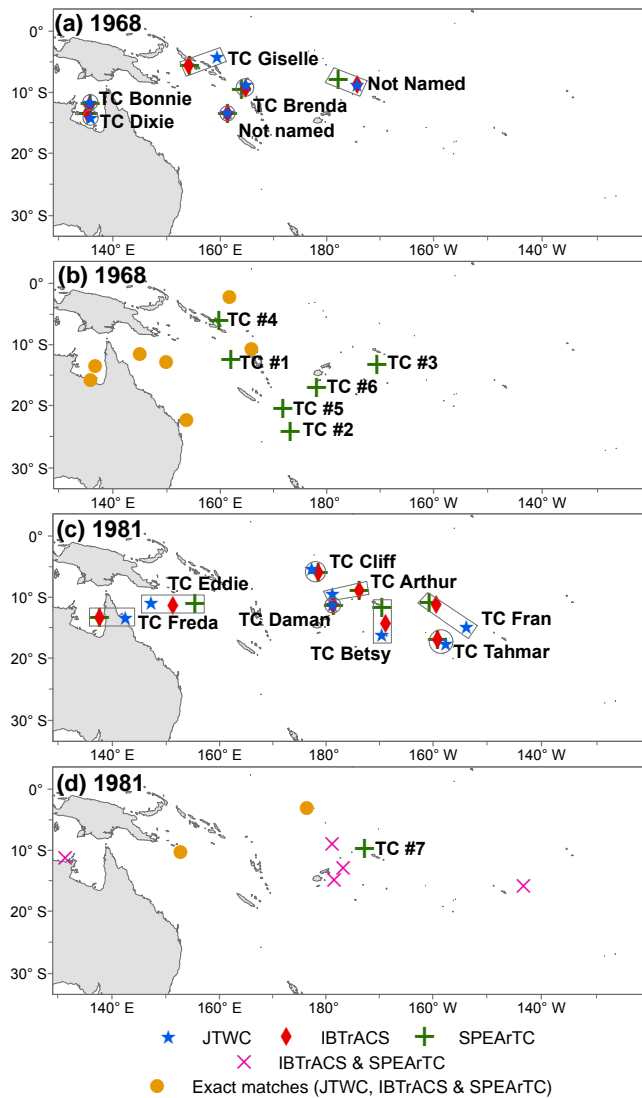 (a) 1968
0°
10° S
20° S
30° S
TC Giselle
TC Bonnie
TC Dixie
TC Brenda
Not named
Not Named
140° E
160° E
180°
160° W
140° W
(b) 1968
0°
10° S
20° S
30° S
TC #4
TC #1
TC #3
TC #6
TC #5
TC #2
140° E
160° E
180°
160° W
140° W
(c) 1981
0°
10° S
20° S
30° S
TC Cliff
TC Eddie
TC Arthur
TC Freda
TC Daman
TC Fran
TC Betsy
TC Tahmar
140° E
160° E
180°
160° W
140° W
(d) 1981
0°
10° S
20° S
30° S
TC #7
140° E
160° E
180°
160° W
140° W
JTWC IBTrACS SPEArTC
IBTrACS & SPEArTC
Exact matches (JTWC, IBTrACS & SPEArTC)